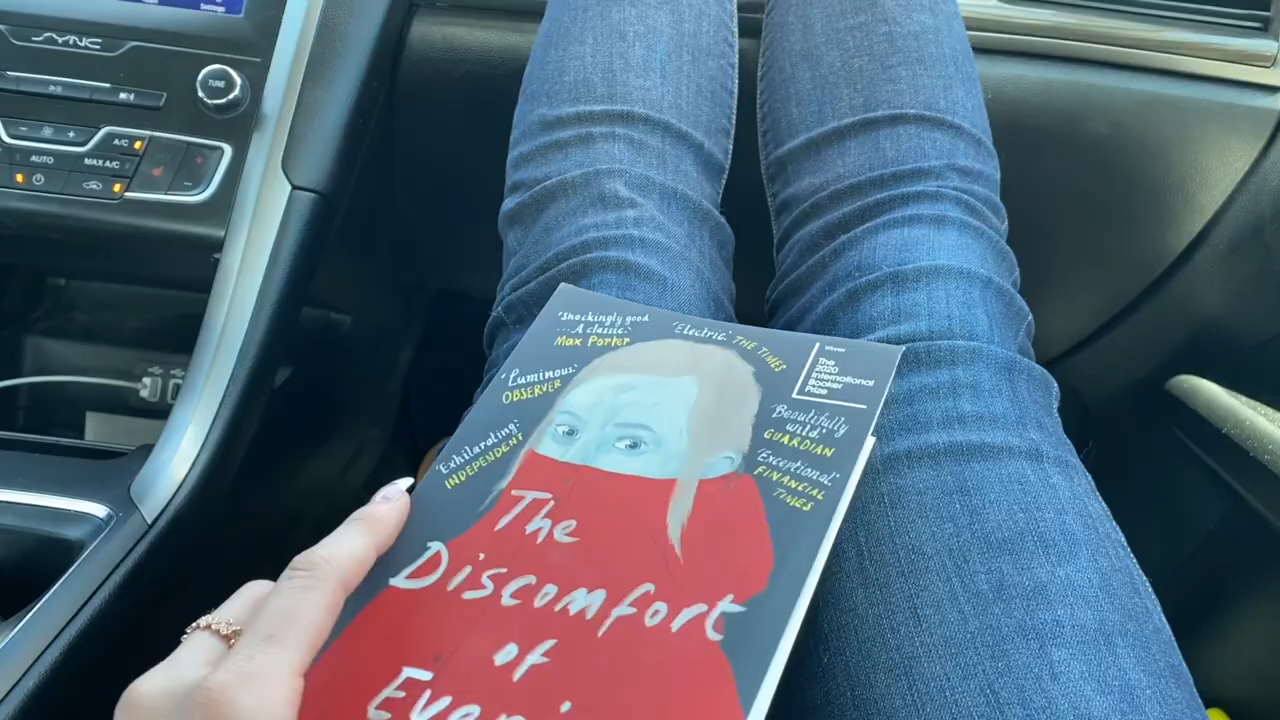 Settings
SYNC
TUNE
A/C
AUTO
MAX A/C
'Shockingly good
...A classic.'
Max Porter
'Electric.' THE TIMES
'Luminous.'
OBSERVER
'Exhilarating.'
INDEPENDENT
Winner
The
2020
International
Booker
Prize
'Beautifully
wild.'
GUARDIAN
'Exceptional'
FINANCIAL
TIMES
The
Discomfort
of